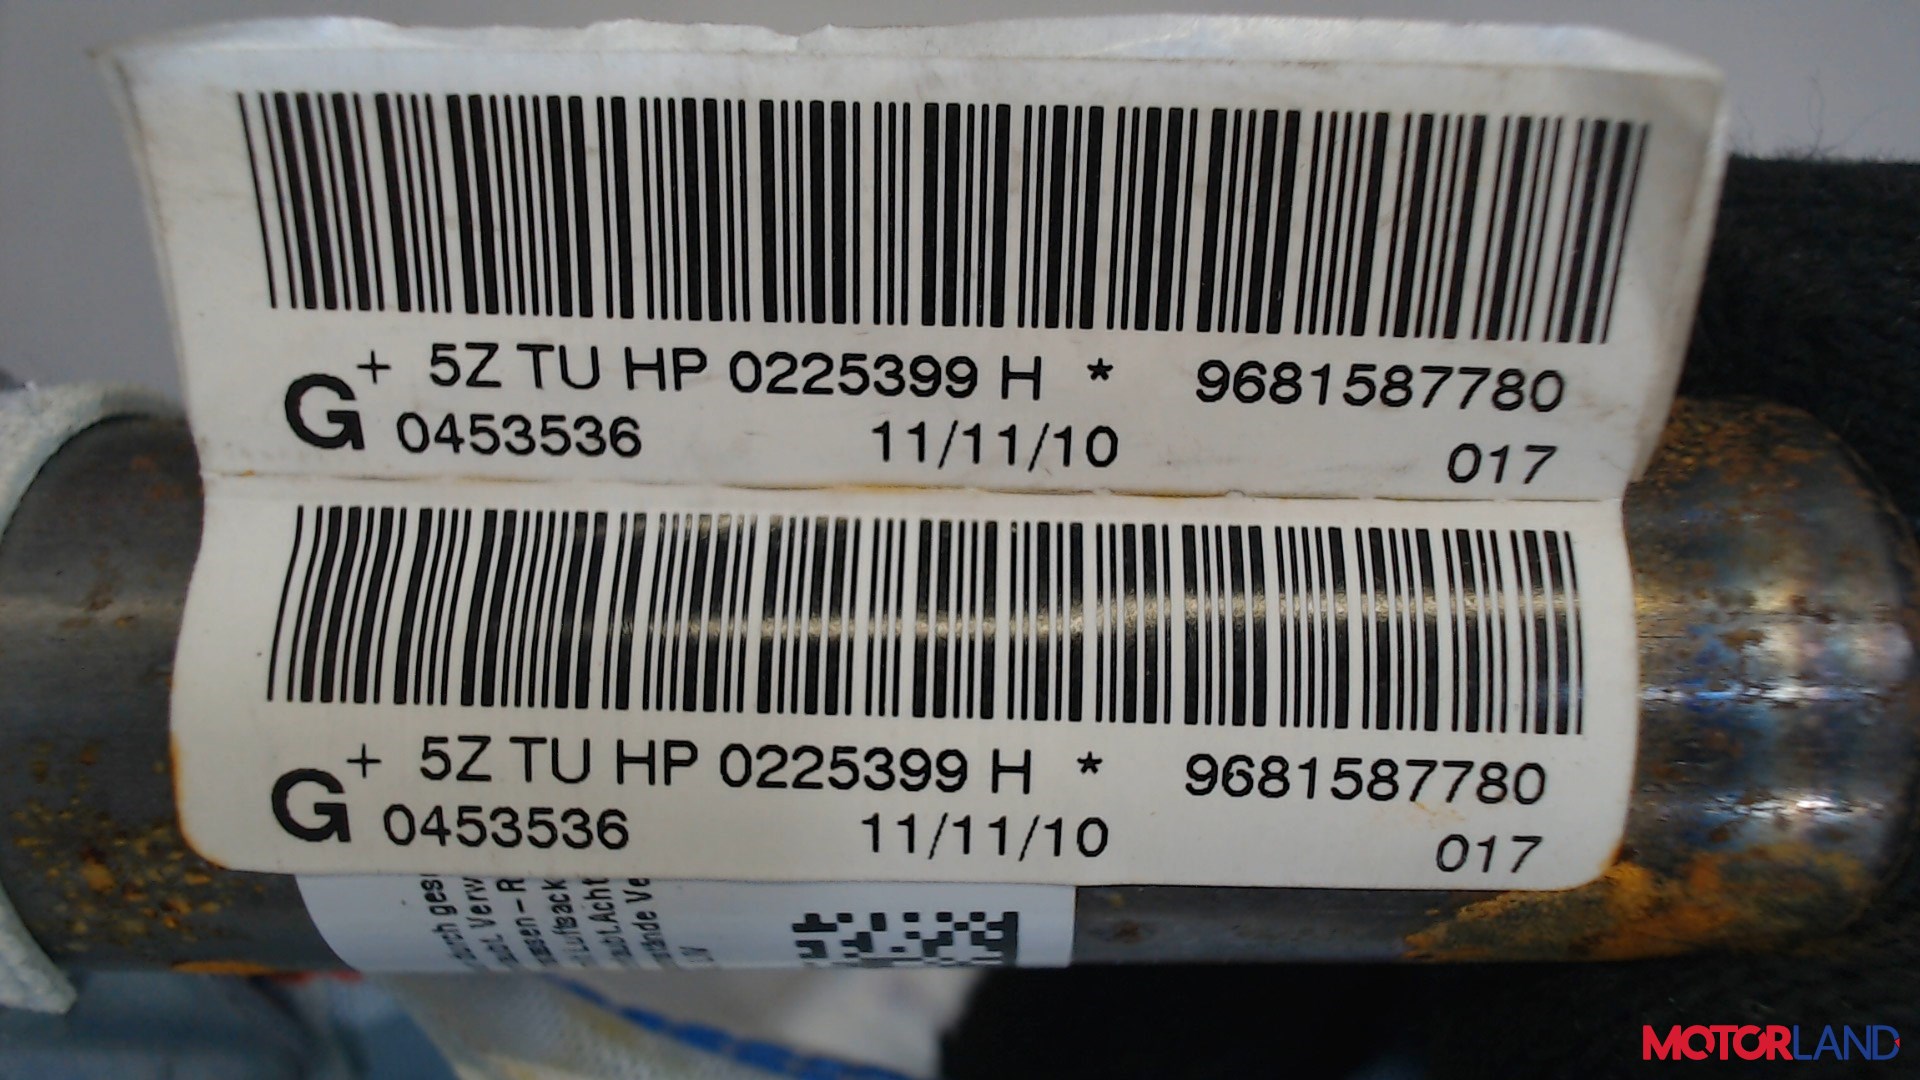 + 5Z TU HP 0225399 H * 9681587780
G 0453536 11/11/10 017
+ 5Z TU HP 0225399 H * 9681587780
G 0453536 11/11/10 017
MOTORLAND